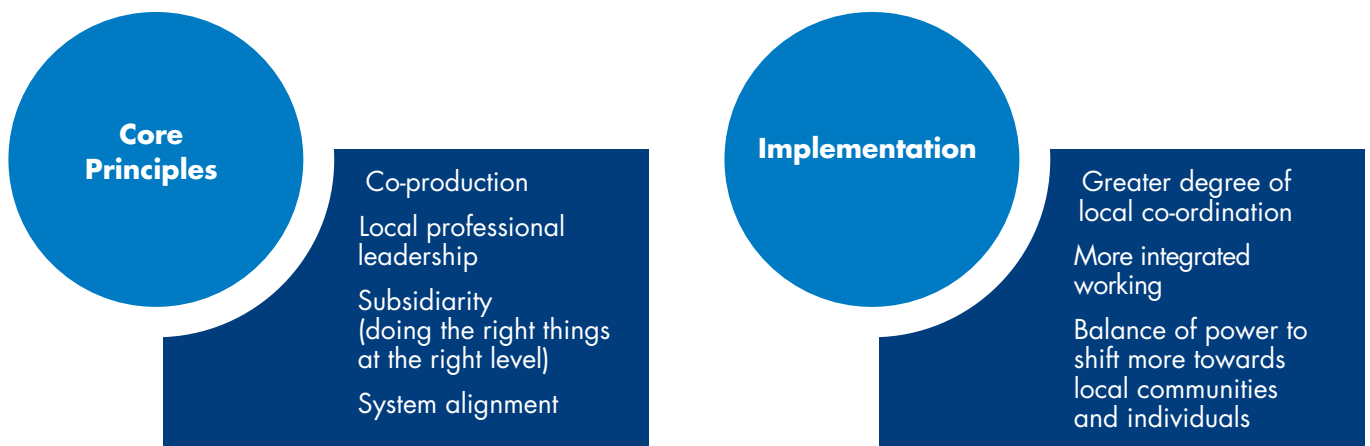 Core
Principles
Co-production
Local professional
leadership
Subsidiarity
(doing the right things
at the right level)
System alignment
Implementation
Greater degree of
local co-ordination
More integrated
working
Balance of power to
shift more towards
local communities
and individuals